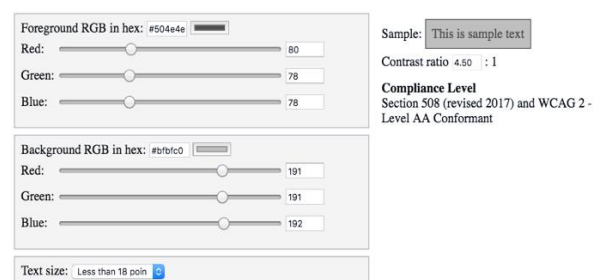 Foreground RGB in hex: #504e4e
Red: 80
Green: 78
Blue: 78
Background RGB in hex: #bfbfc0
Red: 191
Green: 191
Blue: 192
Text size: Less than 18 poin
Sample: This is sample text
Contrast ratio 4.50 : 1
Compliance Level
Section 508 (revised 2017) and WCAG 2 -
Level AA Conformant